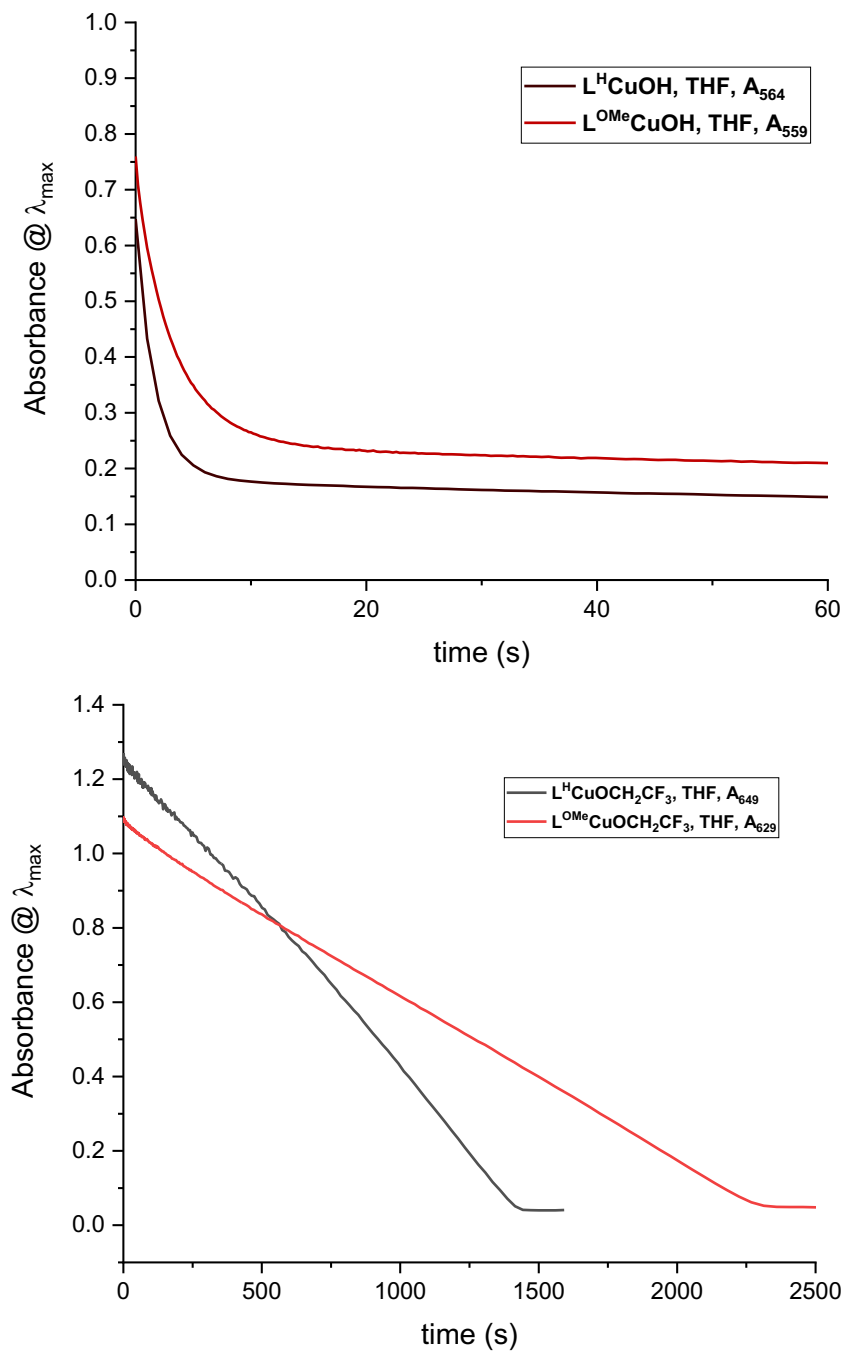 1.0
0.9
0.8
0.7
0.6
0.5
0.4
0.3
0.2
0.1
0.0
Absorbance @ λmax
LHCuOH, THF, A564
LOMeCuOH, THF, A559
0 20 40 60
time (s)
1.4
1.2
1.0
0.8
0.6
0.4
0.2
0.0
Absorbance @ λmax
LHCuOCH2CF3, THF, A649
LOMeCuOCH2CF3, THF, A629
0 500 1000 1500 2000 2500
time (s)